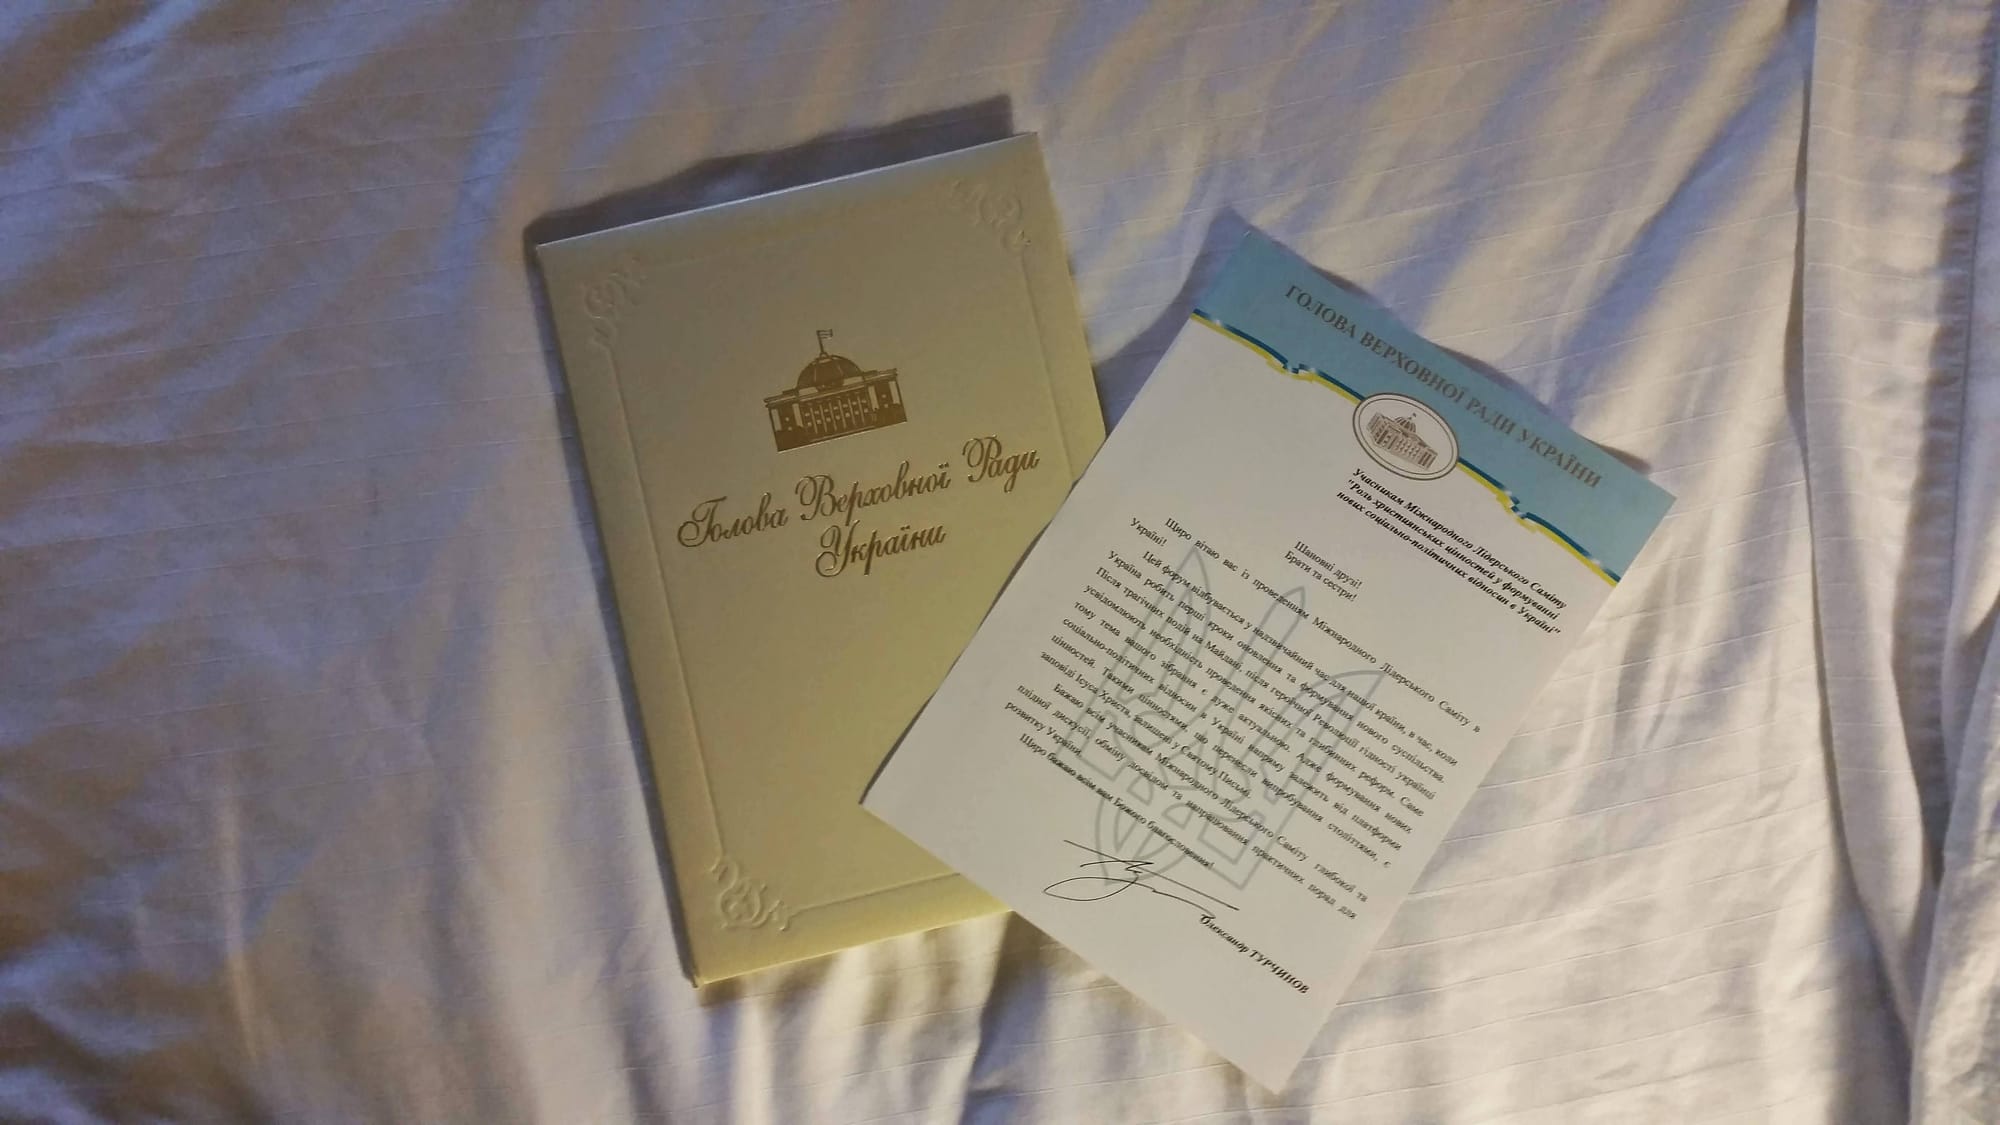 Голова Верховної Ради
України
ГОЛОВА ВЕРХОВНОЇ РАДИ УКРАЇНИ
Учасникам Міжнародного Лідерського Саміту
"Роль християнських цінностей у формуванні
нових соціально-політичних відносин в Україні"
Шановні друзі!
Брати та сестри!
Щиро вітаю вас із проведенням Міжнародного Лідерського Саміту в
Україні!
Цей форум відбувається у надзвичайний час для нашої країни, в час, коли
Україна робить перші кроки оновлення та формування нового суспільства.
Після трагічних подій на Майдані, після героїчної Революції гідності українці
усвідомлюють необхідність проведення якісних та глибинних реформ. Саме
тому тема вашого зібрання є дуже актуальною. Адже формування нових
соціально-політичних відносин в Україні напряму залежить від платформи
цінностей. Такими цінностями, що перенесли випробування століттями, є
заповіді Ісуса Христа, залишені у Святому Письмі.
Бажаю всім учасникам Міжнародного Лідерського Саміту глибокої та
плідної дискусії, обміну досвідом та напрацювання практичних порад для
розвитку України.
Щиро бажаю всім вам Божого благословення!
Олександр ТУРЧИНОВ